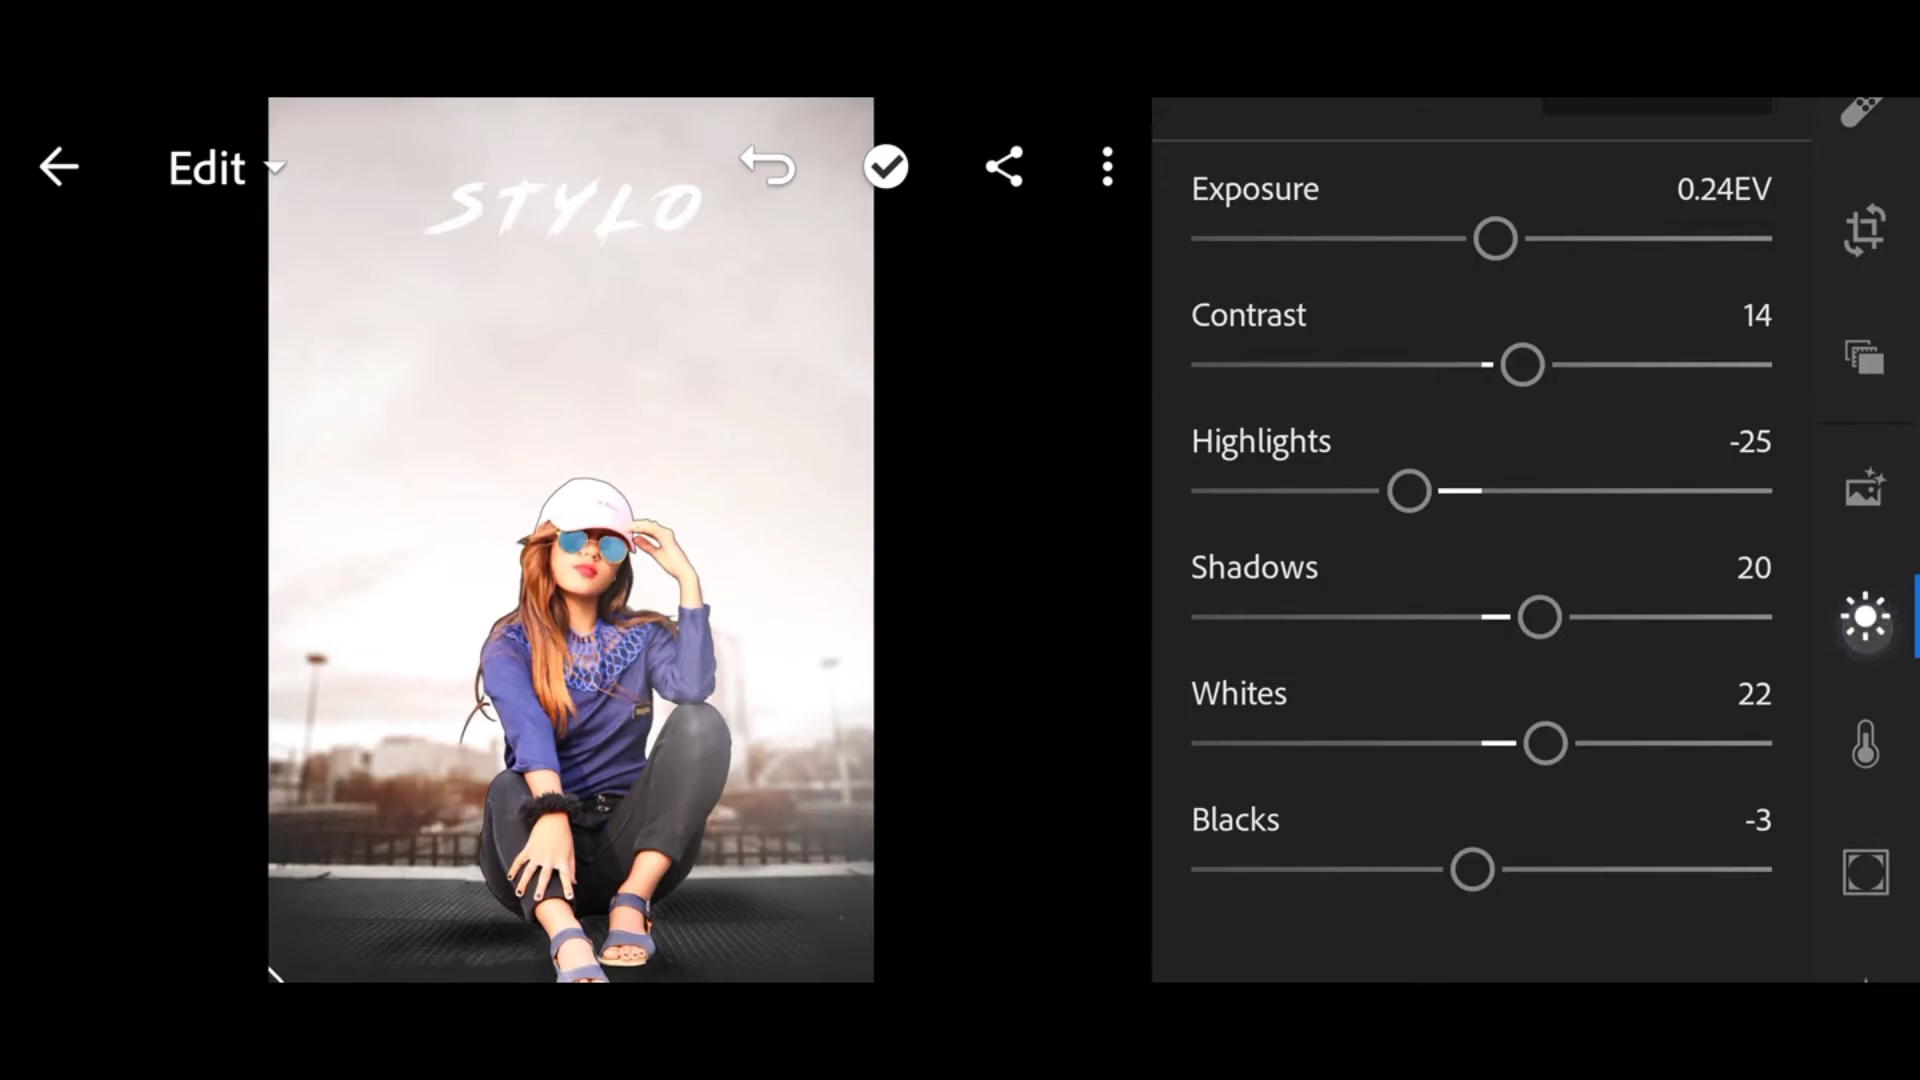 Edit
STYLO
Exposure 0.24EV
Contrast 14
Highlights -25
Shadows 20
Whites 22
Blacks -3